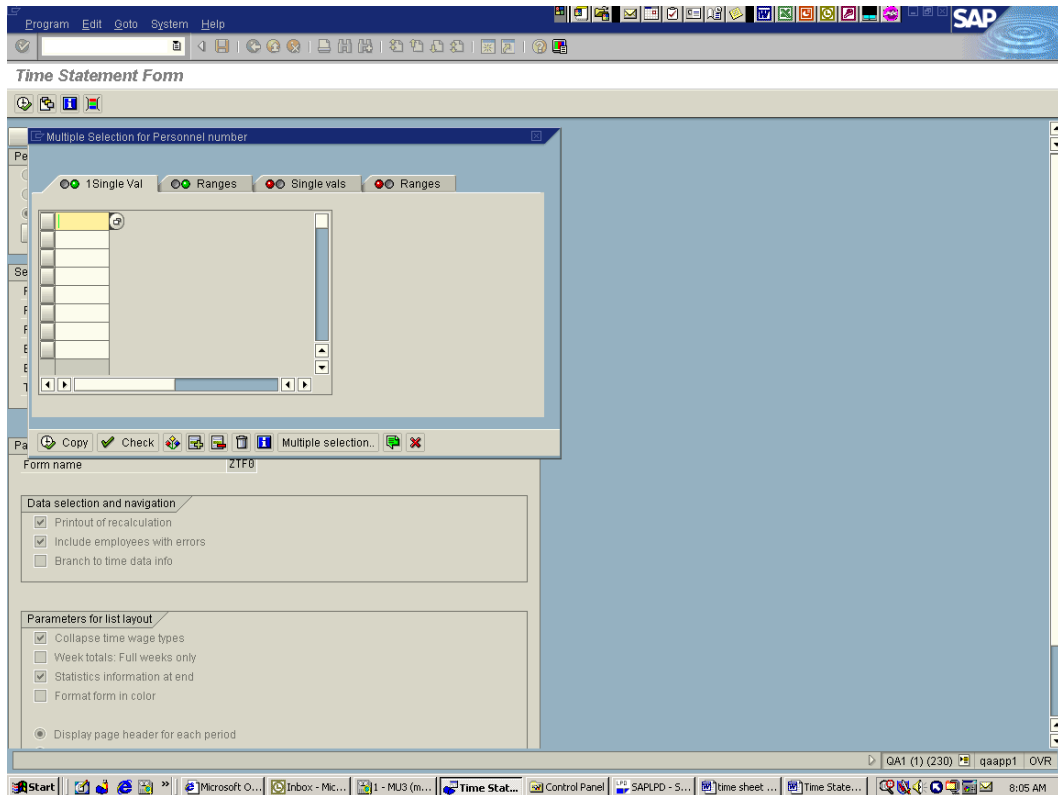 Program Edit Goto System Help
SAP
Time Statement Form
Multiple Selection for Personnel number
Pe
1Single Val Ranges Single vals Ranges
Se
F
F
F
E
E
T
Copy Check Multiple selection..
Pa
Form name ZTF0
Data selection and navigation
Printout of recalculation
Include employees with errors
Branch to time data info
Parameters for list layout
Collapse time wage types
Week totals: Full weeks only
Statistics information at end
Format form in color
Display page header for each period
QA1 (1) (230) qaapp1 OVR
Start » Microsoft O... Inbox - Mic... 1 - MU3 (m... Time Stat... Control Panel SAPLPD - S... time sheet ... Time State... 8:05 AM